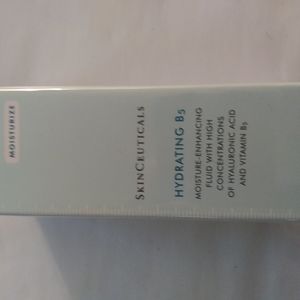 MOISTURIZE
SKINCEUTICALS
HYDRATING B5
MOISTURE-ENHANCING
FLUID WITH HIGH
CONCENTRATIONS
OF HYALURONIC ACID
AND VITAMIN B5